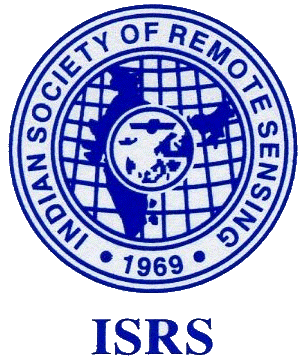 INDIAN SOCIETY OF REMOTE SENSING
• 1969 •
ISRS